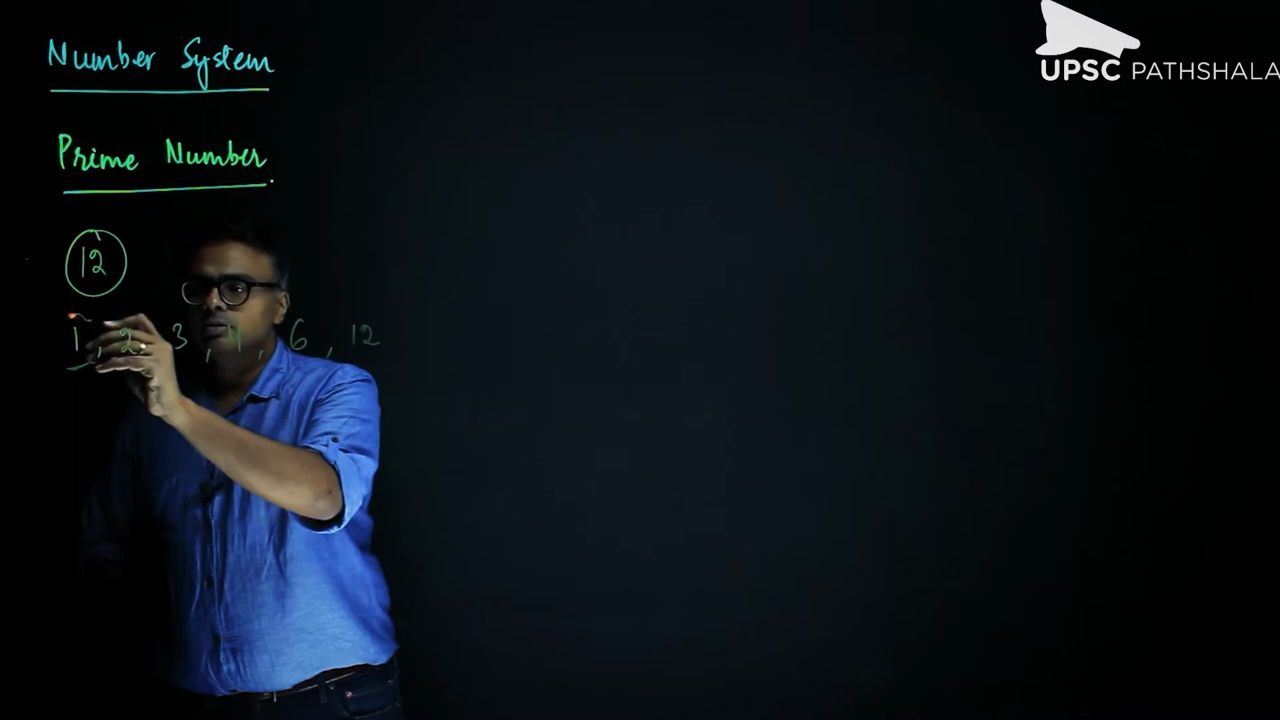 Number System
UPSC PATHSHALA
Prime Number
12
1, 2, 3, 4, 6, 12